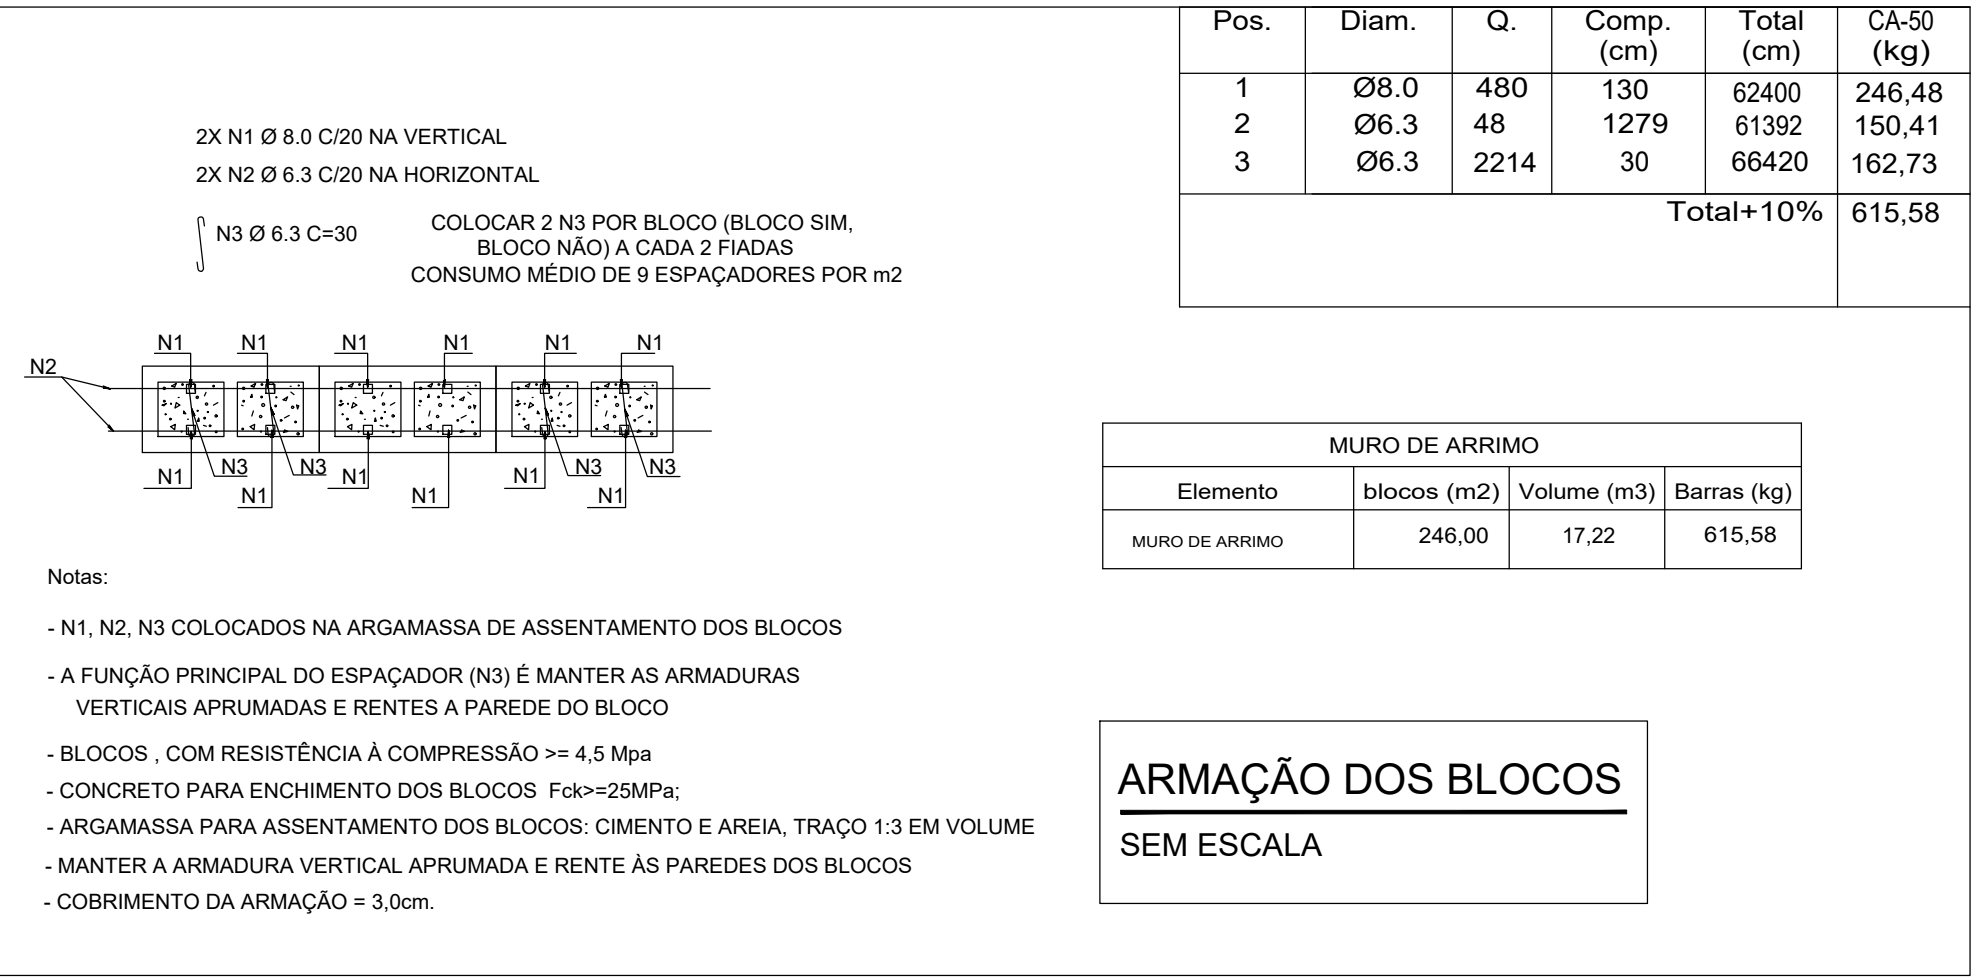 Pos. Diam. Q. Comp. (cm) Total (cm) CA-50 (kg)
1 Ø8.0 480 130 62400 246,48
2 Ø6.3 48 1279 61392 150,41
3 Ø6.3 2214 30 66420 162,73
Total+10% 615,58
2X N1 Ø 8.0 C/20 NA VERTICAL
2X N2 Ø 6.3 C/20 NA HORIZONTAL
N3 Ø 6.3 C=30
COLOCAR 2 N3 POR BLOCO (BLOCO SIM,
BLOCO NÃO) A CADA 2 FIADAS
CONSUMO MÉDIO DE 9 ESPAÇADORES POR m2
N1 N1 N1 N1 N1 N1
N2
N1 N3 N3 N1 N1 N3 N3
N1 N1 N1
MURO DE ARRIMO
Elemento blocos (m2) Volume (m3) Barras (kg)
MURO DE ARRIMO 246,00 17,22 615,58
Notas:
- N1, N2, N3 COLOCADOS NA ARGAMASSA DE ASSENTAMENTO DOS BLOCOS
- A FUNÇÃO PRINCIPAL DO ESPAÇADOR (N3) É MANTER AS ARMADURAS
VERTICAIS APRUMADAS E RENTES A PAREDE DO BLOCO
- BLOCOS , COM RESISTÊNCIA À COMPRESSÃO >= 4,5 Mpa
- CONCRETO PARA ENCHIMENTO DOS BLOCOS Fck>=25MPa;
- ARGAMASSA PARA ASSENTAMENTO DOS BLOCOS: CIMENTO E AREIA, TRAÇO 1:3 EM VOLUME
- MANTER A ARMADURA VERTICAL APRUMADA E RENTE ÀS PAREDES DOS BLOCOS
- COBRIMENTO DA ARMAÇÃO = 3,0cm.
ARMAÇÃO DOS BLOCOS
SEM ESCALA